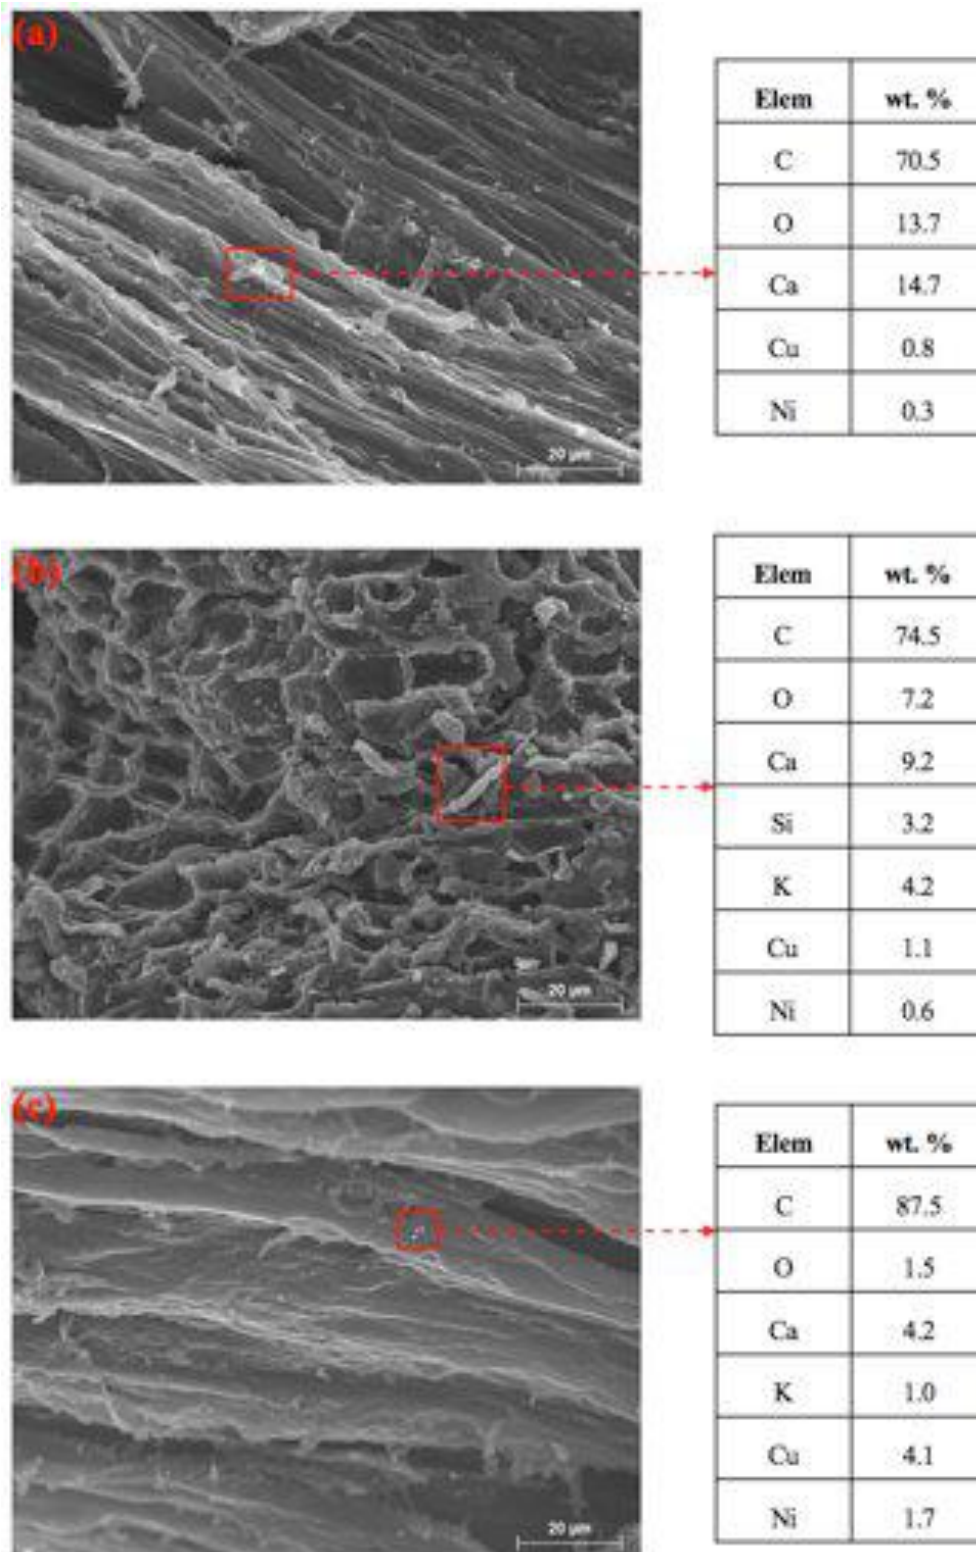 (a)
Elem wt. %
C 70.5
O 13.7
Ca 14.7
Cu 0.8
Ni 0.3
20 µm
(b)
Elem wt. %
C 74.5
O 7.2
Ca 9.2
Si 3.2
K 4.2
Cu 1.1
Ni 0.6
20 µm
(c)
Elem wt. %
C 87.5
O 1.5
Ca 4.2
K 1.0
Cu 4.1
Ni 1.7
20 µm